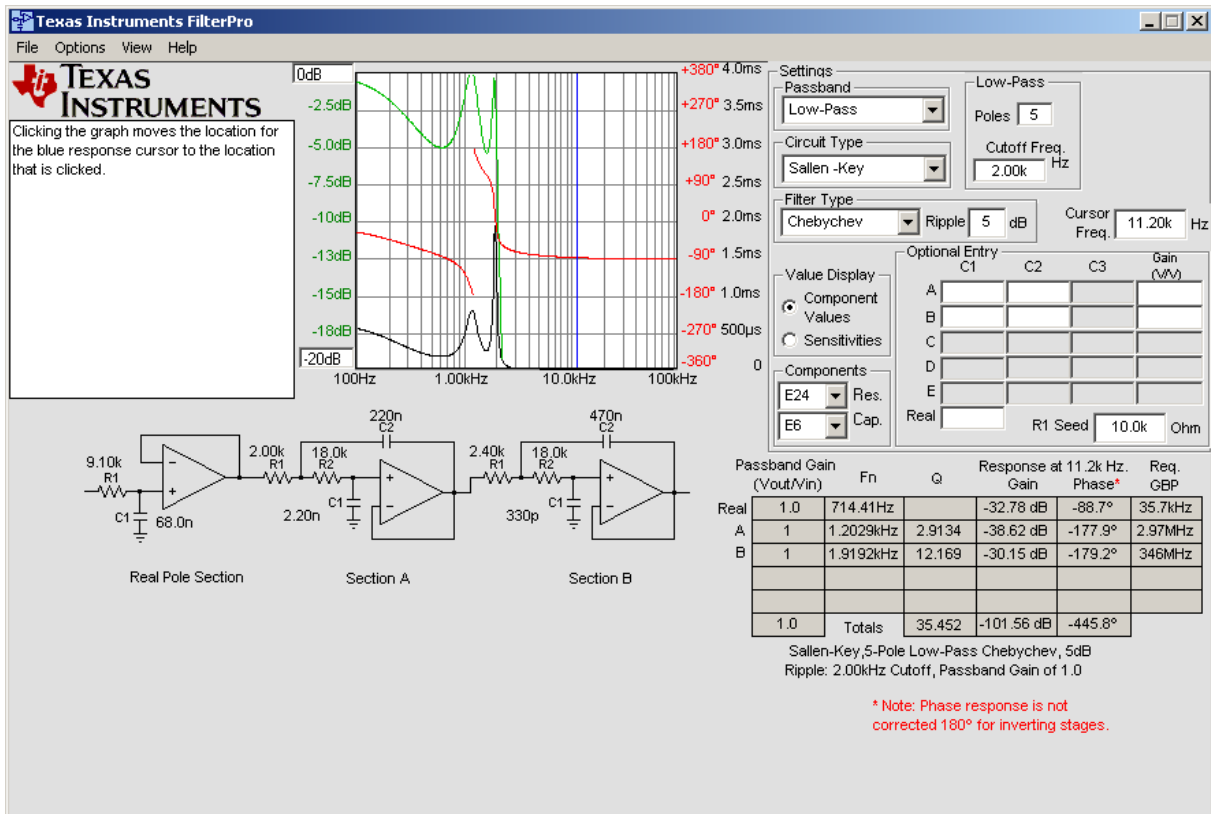 Texas Instruments FilterPro
File Options View Help
TEXAS
INSTRUMENTS
Clicking the graph moves the location for
the blue response cursor to the location
that is clicked.
0dB
-2.5dB
-5.0dB
-7.5dB
-10dB
-13dB
-15dB
-18dB
-20dB
+380° 4.0ms
+270° 3.5ms
+180° 3.0ms
+90° 2.5ms
0° 2.0ms
-90° 1.5ms
-180° 1.0ms
-270° 500µs
-360° 0
100Hz 1.00kHz 10.0kHz 100kHz
Settings
Passband
Low-Pass
Circuit Type
Sallen -Key
Filter Type
Chebychev
Ripple 5 dB
Low-Pass
Poles 5
Cutoff Freq.
2.00k Hz
Cursor
Freq. 11.20k Hz
Value Display
Component
Values
Sensitivities
Components
E24 Res.
E6 Cap.
Optional Entry
C1 C2 C3 Gain
(V/V)
A
B
C
D
E
Real
R1 Seed 10.0k Ohm
9.10k
R1
C1 68.0n
Real Pole Section
2.00k
R1
18.0k
R2
220n
C2
C1
2.20n
Section A
2.40k
R1
18.0k
R2
470n
C2
C1
330p
Section B
Passband Gain
(Vout/Vin)
Fn Q
Response at 11.2k Hz.
Gain Phase*
Req.
GBP
Real 1.0 714.41Hz -32.78 dB -88.7° 35.7kHz
A 1 1.2029kHz 2.9134 -38.62 dB -177.9° 2.97MHz
B 1 1.9192kHz 12.169 -30.15 dB -179.2° 346MHz
1.0 Totals 35.452 -101.56 dB -445.8°
Sallen-Key,5-Pole Low-Pass Chebychev, 5dB
Ripple: 2.00kHz Cutoff, Passband Gain of 1.0
* Note: Phase response is not
corrected 180° for inverting stages.